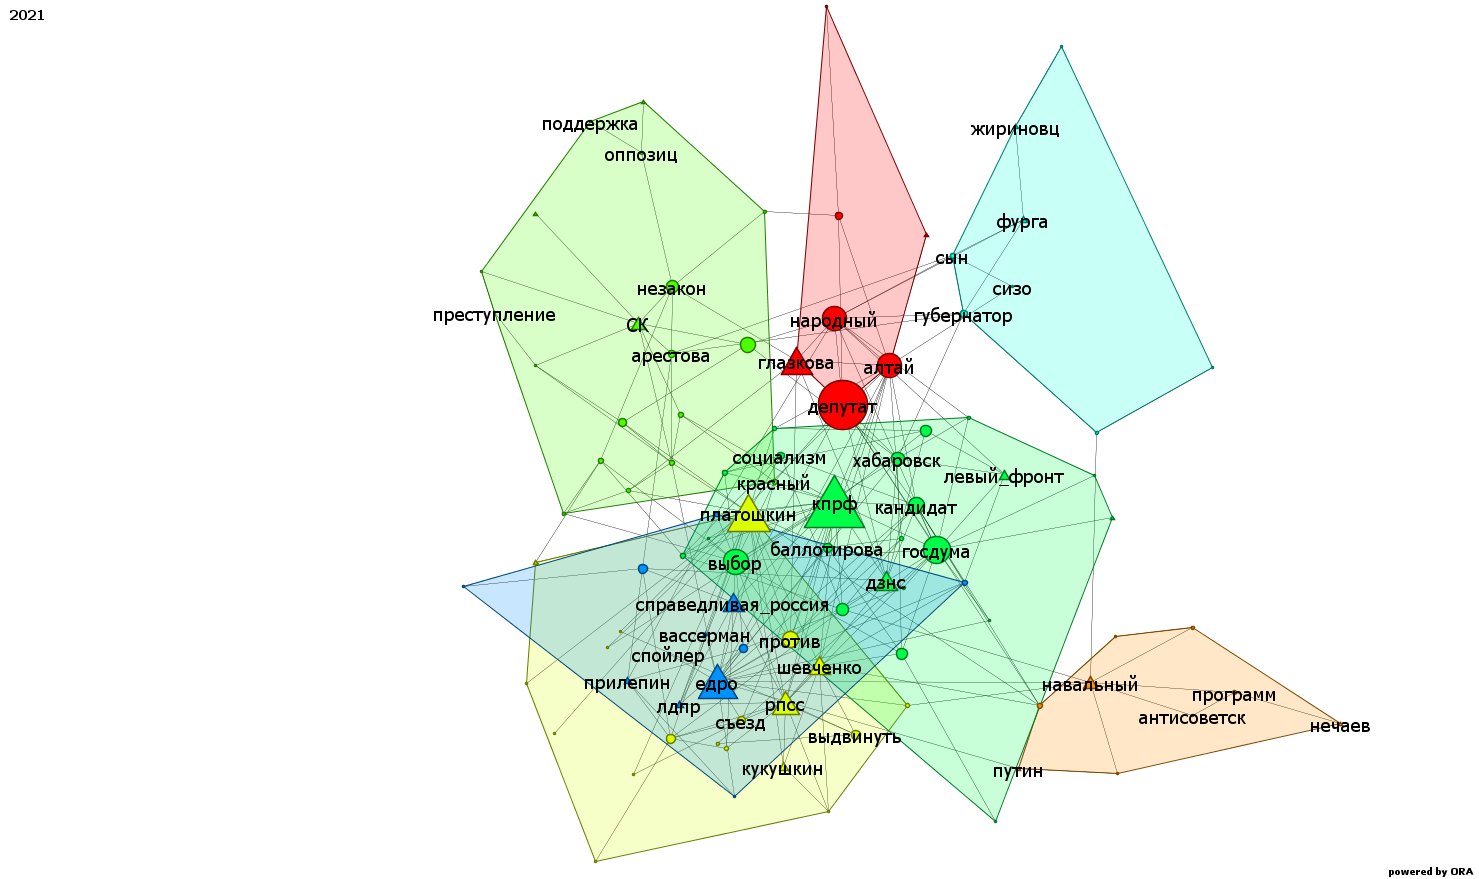 2021
поддержка
жириновц
оппозиц
фурга
сын
незакон
сизо
преступление
губернатор
народный
СК
арестова
глазкова
алтай
депутат
социализм
хабаровск
красный
левый_фронт
кпрф
кандидат
платошкин
баллотирова
госдума
выбор
дзнс
справедливая_россия
вассерман
против
спойлер
шевченко
прилепин
едро
навальный
программ
лдпр
рпсс
антисоветск
съезд
нечаев
выдвинуть
кукушкин
путин
powered by ORA